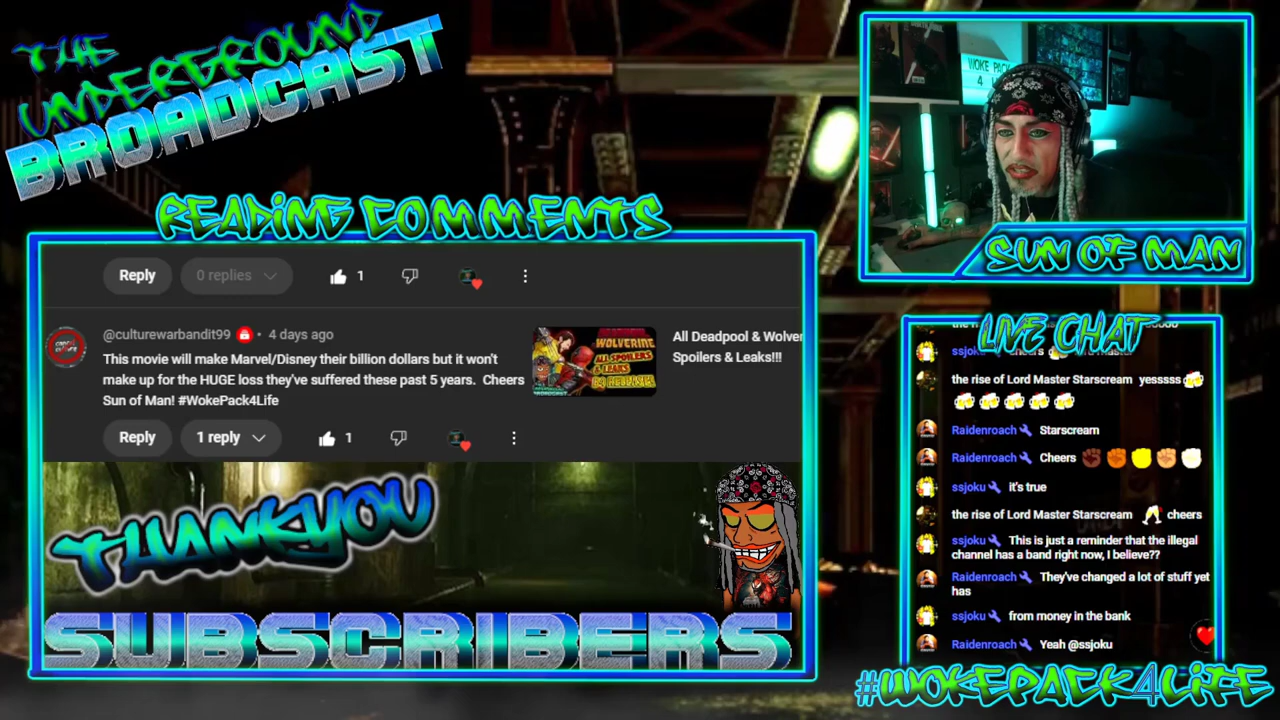 THE
UNDERGROUND
BROADCAST
WOKE PACK
4
READING COMMENTS
SUN OF MAN
Reply
0 replies
1
@culturewarbandit99 • 4 days ago
This movie will make Marvel/Disney their billion dollars but it won't
make up for the HUGE loss they've suffered these past 5 years. Cheers
Sun of Man! #WokePack4Life
WOLVERINE
ALL SPOILERS
& LEAKS
All Deadpool & Wolver
Spoilers & Leaks!!!
Reply
1 reply
1
THANKYOU
SUBSCRIBERS
LIVE CHAT
the rise of Lord Master Starscream yesssss
Raidenroach Starscream
Raidenroach Cheers
ssjoku it's true
the rise of Lord Master Starscream cheers
ssjoku This is just a reminder that the illegal
channel has a band right now, I believe??
Raidenroach They've changed a lot of stuff yet
has
ssjoku from money in the bank
Raidenroach Yeah @ssjoku
#WOKEPACK4LIFE